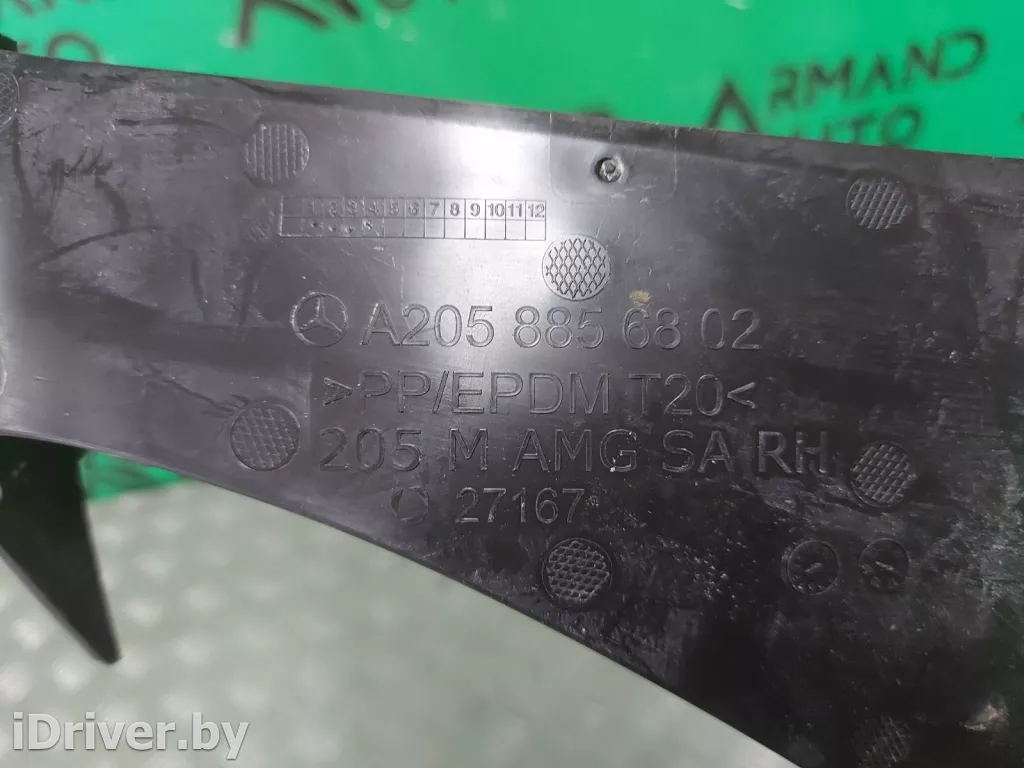 ARMAND
AUTO
1 2 3 4 5 6 7 8 9 10 11 12
A205 885 68 02
>PP/EPDM T20<
205 M AMG SA RH
27167
iDriver.by